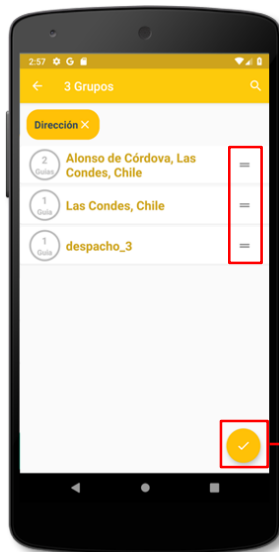 2:57
3 Grupos
Dirección
2
Guías
Alonso de Córdova, Las
Condes, Chile
1
Guía
Las Condes, Chile
1
Guía
despacho_3